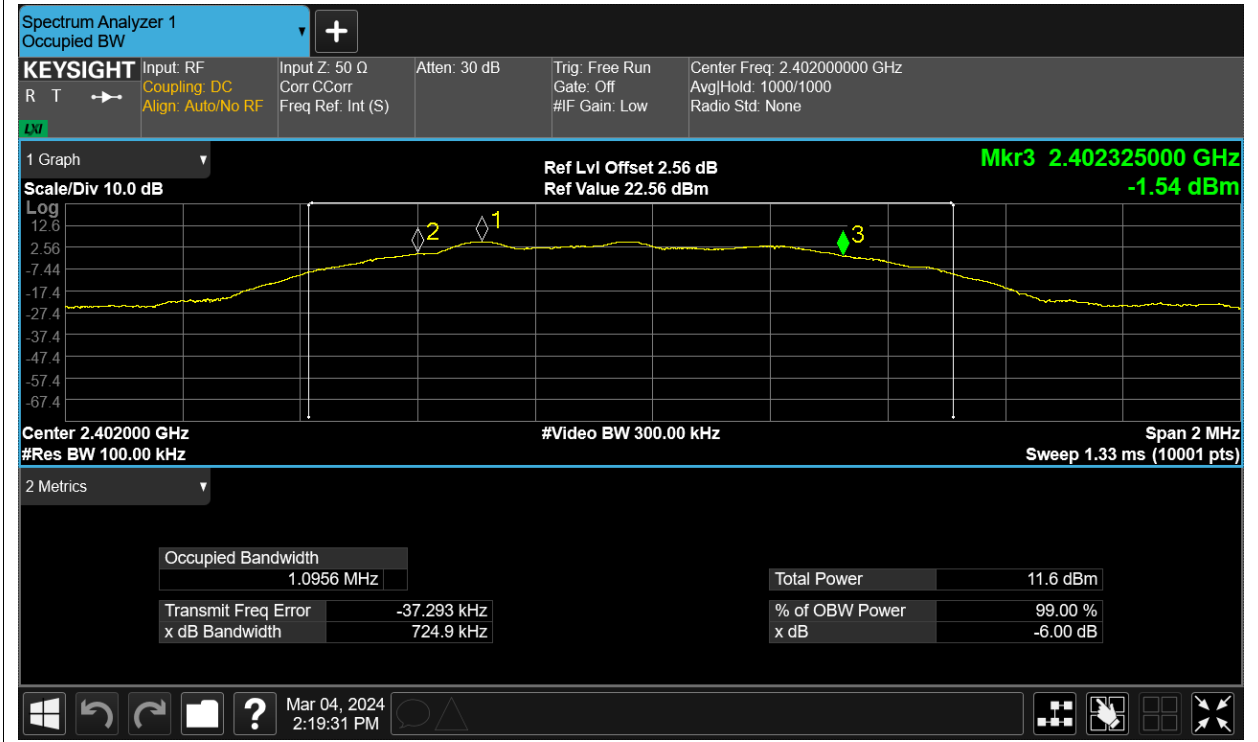 Spectrum Analyzer 1
Occupied BW
+
KEYSIGHT
R T
LXI
Input: RF
Coupling: DC
Align: Auto/No RF
Input Z: 50 Ω
Corr CCorr
Freq Ref: Int (S)
Atten: 30 dB
Trig: Free Run
Gate: Off
#IF Gain: Low
Center Freq: 2.402000000 GHz
Avg|Hold: 1000/1000
Radio Std: None
1 Graph
Scale/Div 10.0 dB
Ref Lvl Offset 2.56 dB
Ref Value 22.56 dBm
Mkr3 2.402325000 GHz
-1.54 dBm
Log
12.6
2.56
-7.44
-17.4
-27.4
-37.4
-47.4
-57.4
-67.4
2
1
3
Center 2.402000 GHz
#Video BW 300.00 kHz
Span 2 MHz
#Res BW 100.00 kHz
Sweep 1.33 ms (10001 pts)
2 Metrics
Occupied Bandwidth
1.0956 MHz
Total Power 11.6 dBm
Transmit Freq Error -37.293 kHz
% of OBW Power 99.00 %
x dB Bandwidth 724.9 kHz
x dB -6.00 dB
?
Mar 04, 2024
2:19:31 PM